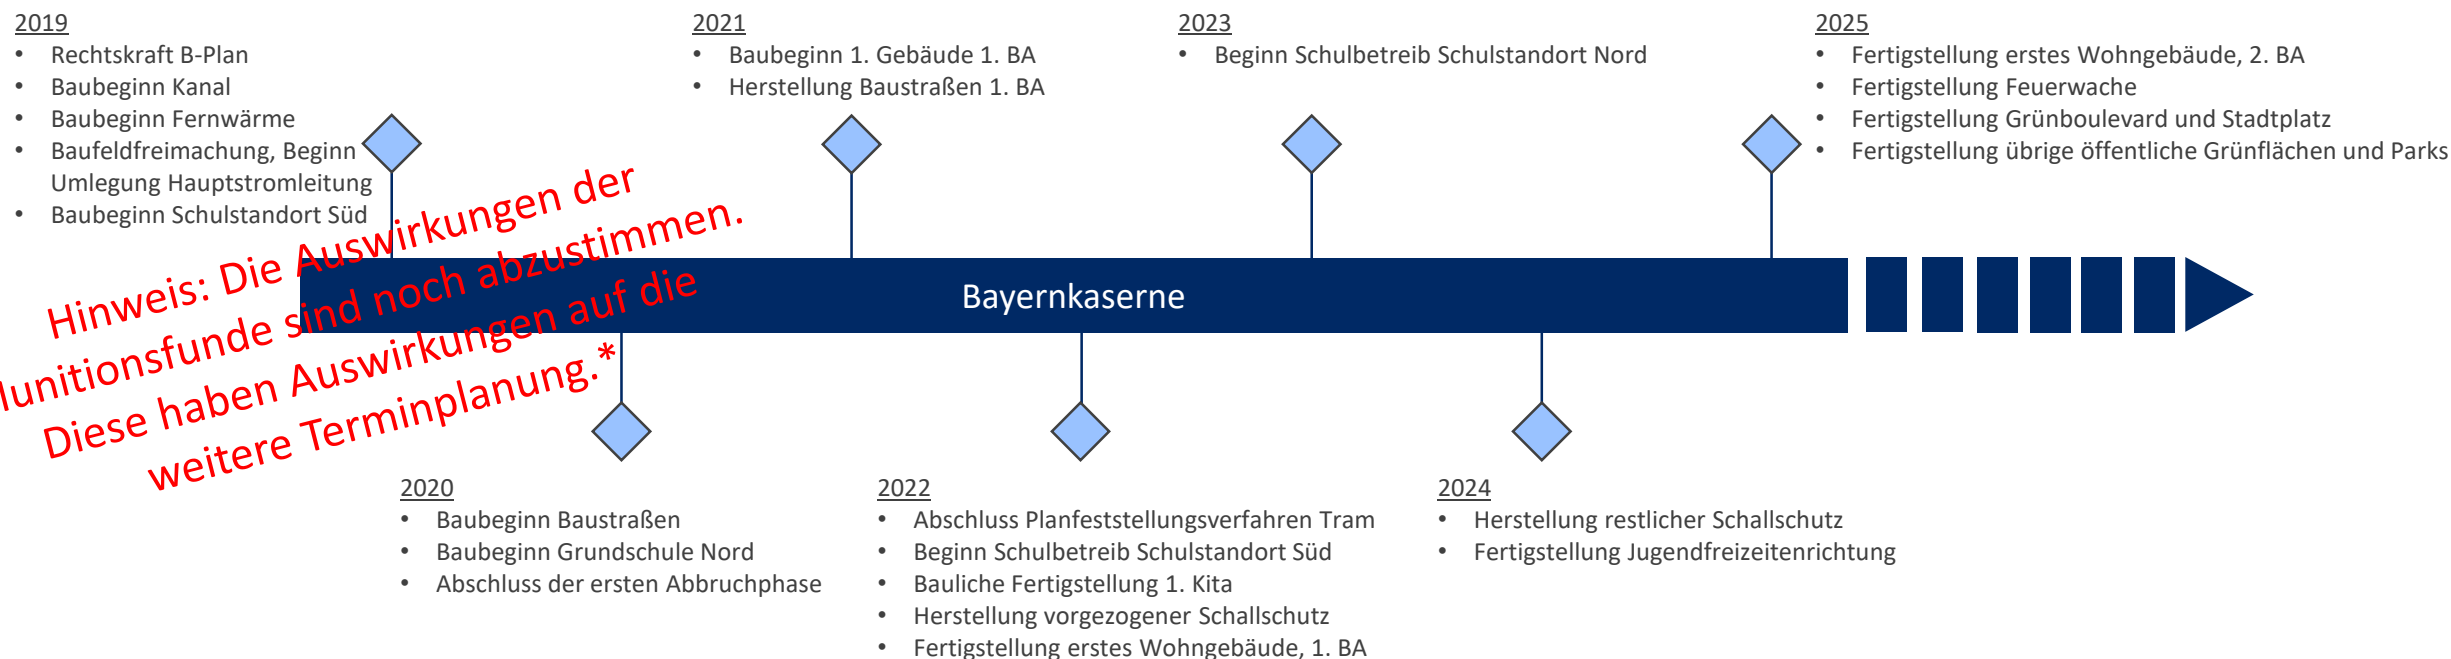 2019
• Rechtskraft B-Plan
• Baubeginn Kanal
• Baubeginn Fernwärme
• Baufeldfreimachung, Beginn
Umlegung Hauptstromleitung
• Baubeginn Schulstandort Süd
2021
• Baubeginn 1. Gebäude 1. BA
• Herstellung Baustraßen 1. BA
2023
• Beginn Schulbetreib Schulstandort Nord
2025
• Fertigstellung erstes Wohngebäude, 2. BA
• Fertigstellung Feuerwache
• Fertigstellung Grünboulevard und Stadtplatz
• Fertigstellung übrige öffentliche Grünflächen und Parks
Hinweis: Die Auswirkungen der
unitionsfunde sind noch abzustimmen.
Diese haben Auswirkungen auf die
weitere Terminplanung.*
Bayernkaserne
2020
• Baubeginn Baustraßen
• Baubeginn Grundschule Nord
• Abschluss der ersten Abbruchphase
2022
• Abschluss Planfeststellungsverfahren Tram
• Beginn Schulbetreib Schulstandort Süd
• Bauliche Fertigstellung 1. Kita
• Herstellung vorgezogener Schallschutz
• Fertigstellung erstes Wohngebäude, 1. BA
2024
• Herstellung restlicher Schallschutz
• Fertigstellung Jugendfreizeitenrichtung